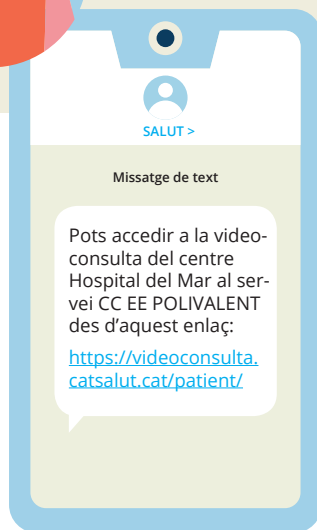 SALUT >
Missatge de text
Pots accedir a la video-
consulta del centre
Hospital del Mar al ser-
vei CC EE POLIVALENT
des d’aquest enlaç:
https://videoconsulta.
catsalut.cat/patient/